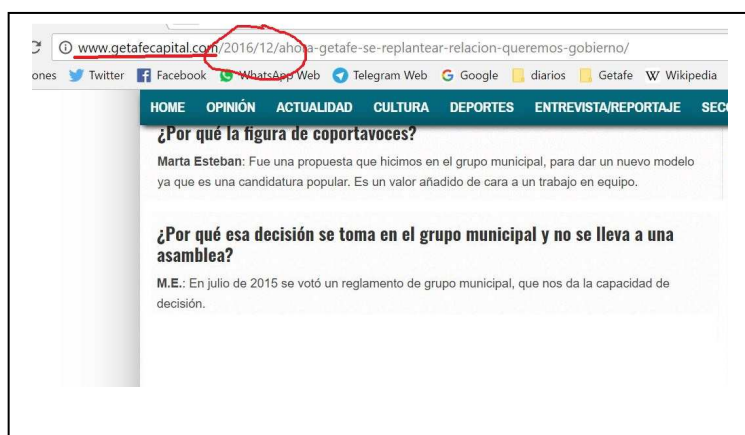 www.getafecapital.com/2016/12/ahora-getafe-se-replantear-relacion-queremos-gobierno/
ones Twitter Facebook WhatsApp Web Telegram Web Google diarios Getafe Wikipedia
HOME OPINIÓN ACTUALIDAD CULTURA DEPORTES ENTREVISTA/REPORTAJE SECC
¿Por qué la figura de coportavoces?
Marta Esteban: Fue una propuesta que hicimos en el grupo municipal, para dar un nuevo modelo
ya que es una candidatura popular. Es un valor añadido de cara a un trabajo en equipo.
¿Por qué esa decisión se toma en el grupo municipal y no se lleva a una
asamblea?
M.E.: En julio de 2015 se votó un reglamento de grupo municipal, que nos da la capacidad de
decisión.